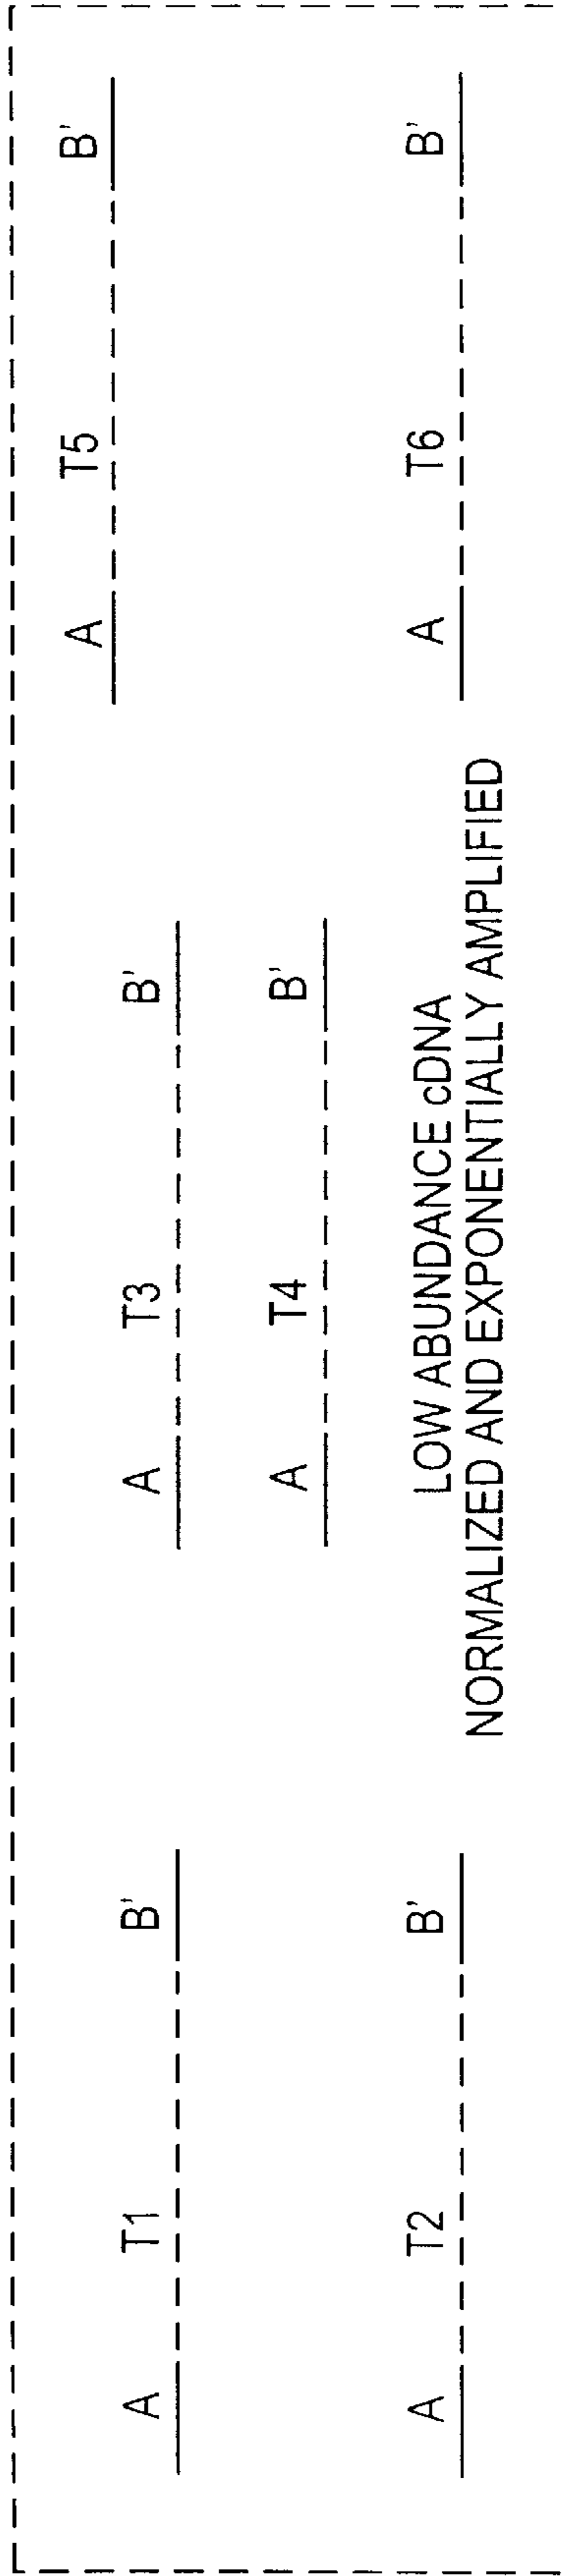 A T5 B'
A T1 B'
A T3 B'
A T4 B'
A T2 B'
A T6 B'
LOW ABUNDANCE cDNA
NORMALIZED AND EXPONENTIALLY AMPLIFIED